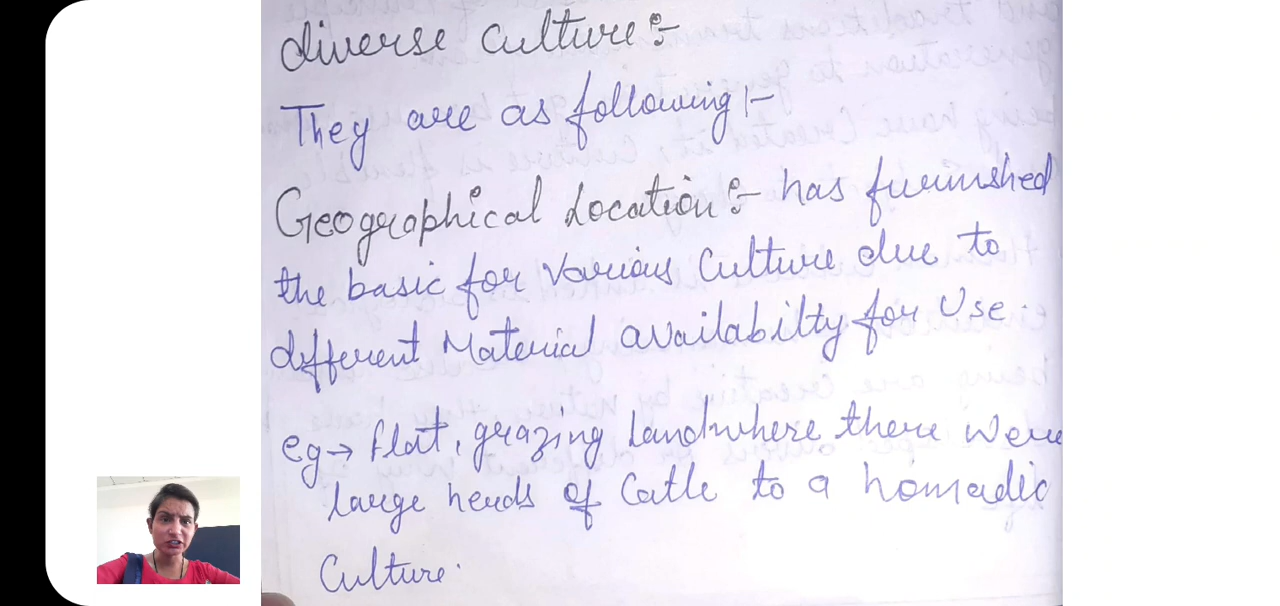 diverse culture :-
They are as following :-
Geographical Location :- has furnished
the basic for various Culture due to
different Material availabilty for Use.
eg → flat, grazing land where there were
large herds of Catle to a nomadic
Culture.